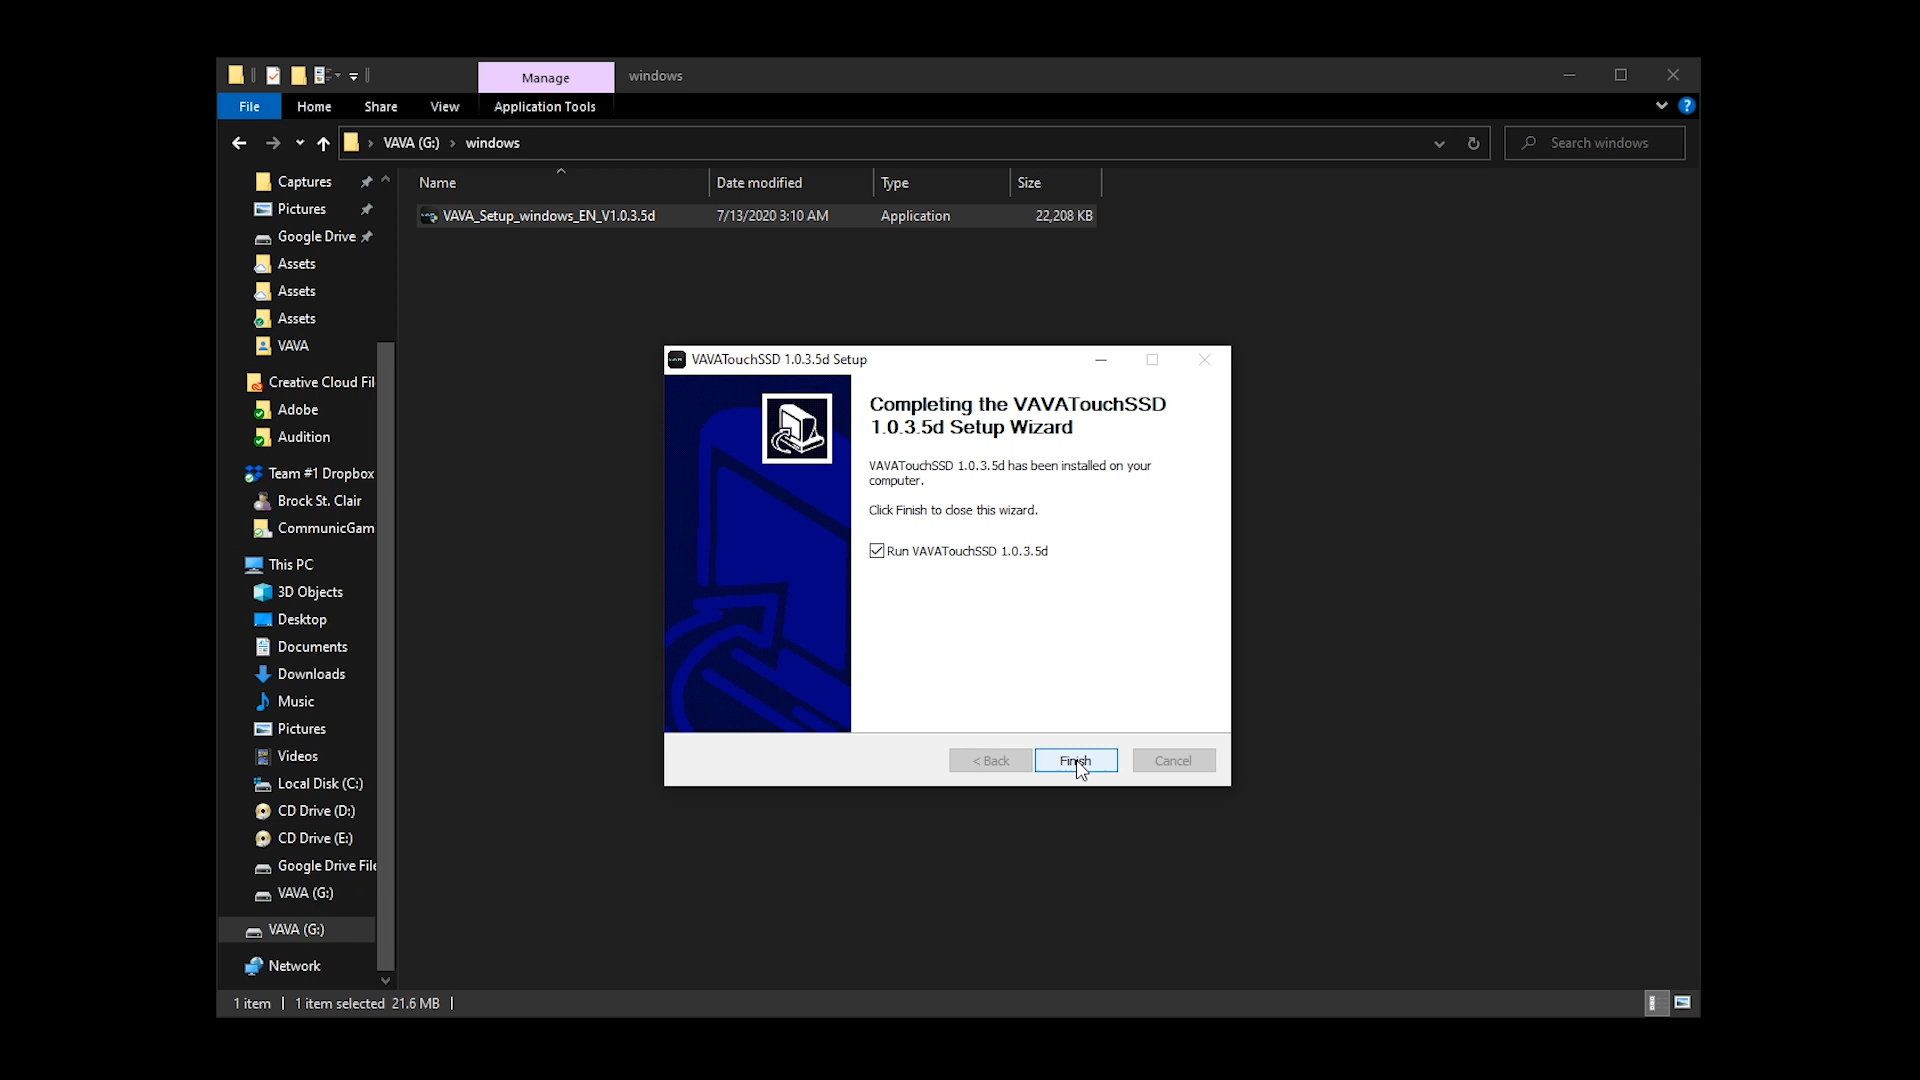 Manage
windows
File
Home
Share
View
Application Tools
VAVA (G:)
windows
Search windows
Name
Date modified
Type
Size
VAVA_Setup_windows_EN_V1.0.3.5d
7/13/2020 3:10 AM
Application
22,208 KB
Captures
Pictures
Google Drive
Assets
Assets
Assets
VAVA
Creative Cloud Fil
Adobe
Audition
Team #1 Dropbox
Brock St. Clair
CommunicGam
This PC
3D Objects
Desktop
Documents
Downloads
Music
Pictures
Videos
Local Disk (C:)
CD Drive (D:)
CD Drive (E:)
Google Drive File
VAVA (G:)
VAVA (G:)
Network
VAVATouchSSD 1.0.3.5d Setup
Completing the VAVATouchSSD
1.0.3.5d Setup Wizard
VAVATouchSSD 1.0.3.5d has been installed on your
computer.
Click Finish to close this wizard.
Run VAVATouchSSD 1.0.3.5d
< Back
Finish
Cancel
1 item
1 item selected 21.6 MB